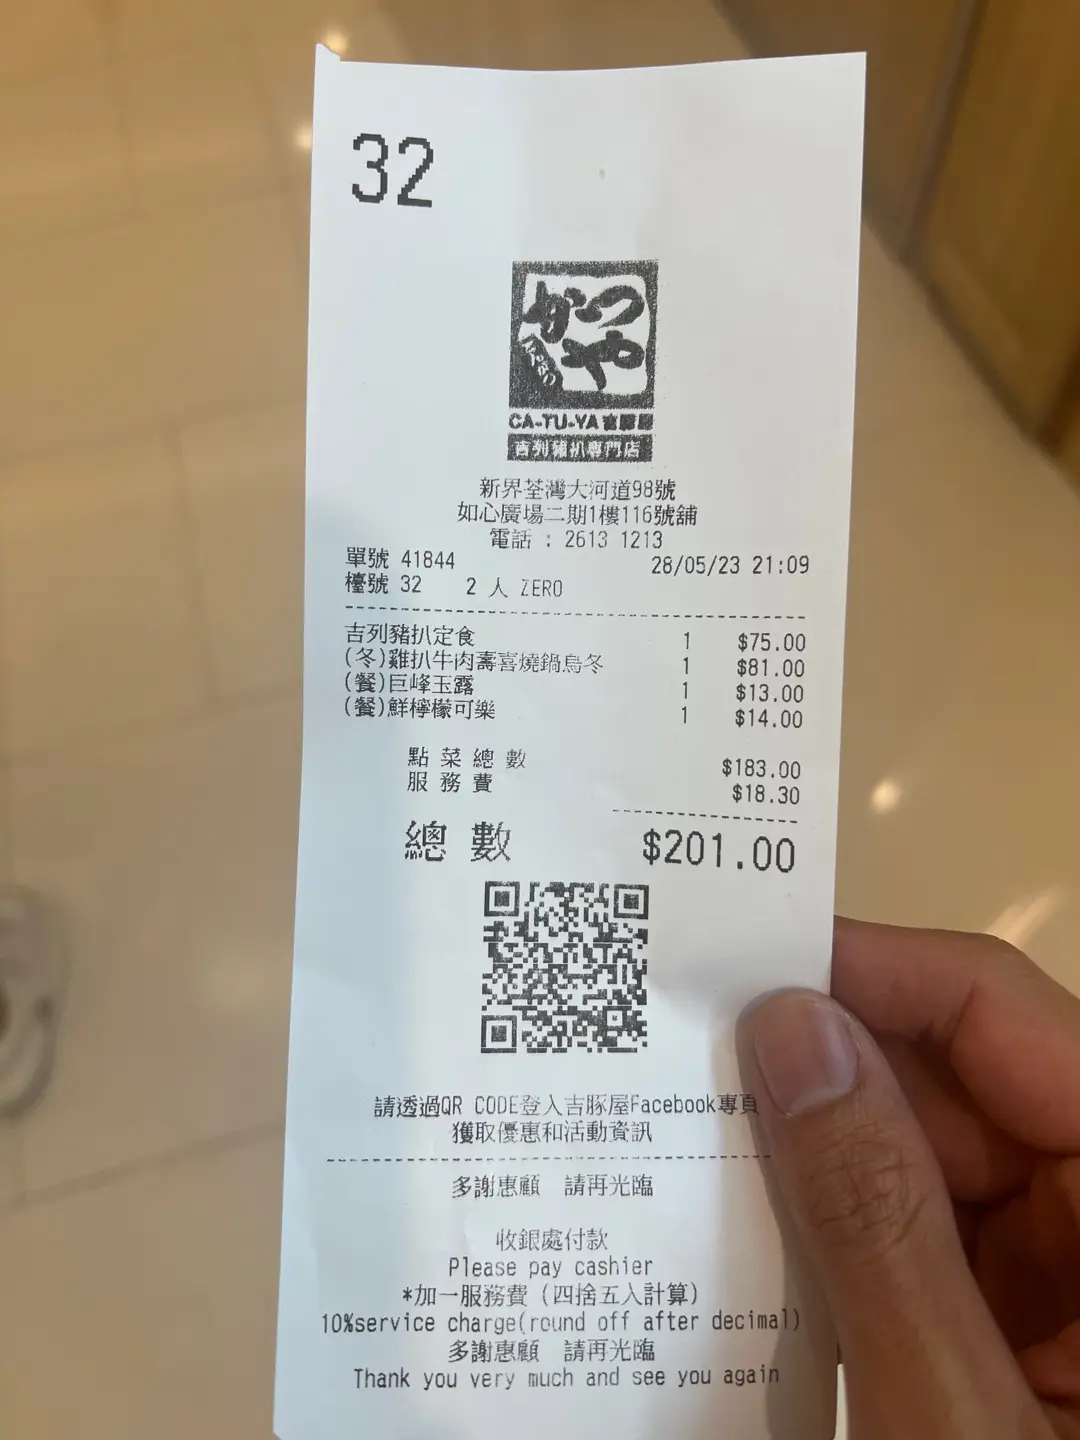 32
かつや
とんかつ
CA-TU-YA吉豚屋
吉列豬扒專門店
新界荃灣大河道98號
如心廣場二期1樓116號舖
電話 : 2613 1213
單號 41844 28/05/23 21:09
檯號 32 2 人 ZERO
吉列豬扒定食 1 $75.00
(冬)雞扒牛肉壽喜燒鍋烏冬 1 $81.00
(餐)巨峰玉露 1 $13.00
(餐)鮮檸檬可樂 1 $14.00
點菜總數 $183.00
服務費 $18.30
總數 $201.00
請透過QR CODE登入吉豚屋Facebook專頁
獲取優惠和活動資訊
多謝惠顧 請再光臨
收銀處付款
Please pay cashier
*加一服務費(四捨五入計算)
10%service charge(round off after decimal)
多謝惠顧 請再光臨
Thank you very much and see you again